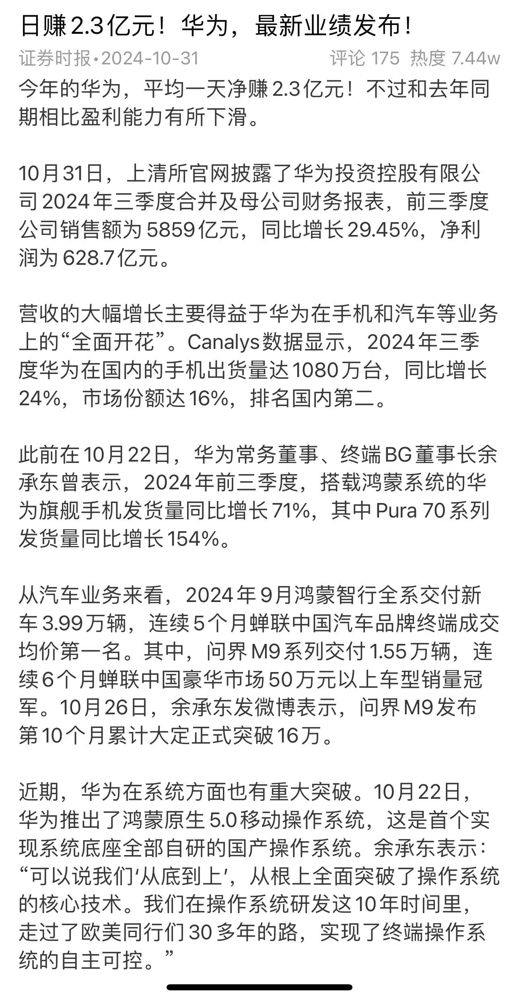 日赚2.3亿元！华为，最新业绩发布！
证券时报·2024-10-31 评论 175 热度 7.44w
今年的华为，平均一天净赚2.3亿元！不过和去年同
期相比盈利能力有所下滑。
10月31日，上清所官网披露了华为投资控股有限公
司2024年三季度合并及母公司财务报表，前三季度
公司销售额为5859亿元，同比增长29.45%，净利
润为628.7亿元。
营收的大幅增长主要得益于华为在手机和汽车等业务
上的“全面开花”。Canalys数据显示，2024年三季
度华为在国内的手机出货量达1080万台，同比增长
24%，市场份额达16%，排名国内第二。
此前在10月22日，华为常务董事、终端BG董事长余
承东曾表示，2024年前三季度，搭载鸿蒙系统的华
为旗舰手机发货量同比增长71%，其中Pura 70系列
发货量同比增长154%。
从汽车业务来看，2024年9月鸿蒙智行全系交付新
车3.99万辆，连续5个月蝉联中国汽车品牌终端成交
均价第一名。其中，问界M9系列交付1.55万辆，连
续6个月蝉联中国豪华市场50万元以上车型销量冠
军。10月26日，余承东发微博表示，问界M9发布
第10个月累计大定正式突破16万。
近期，华为在系统方面也有重大突破。10月22日，
华为推出了鸿蒙原生5.0移动操作系统，这是首个实
现系统底座全部自研的国产操作系统。余承东表示：
“可以说我们‘从底到上’，从根上全面突破了操作系统
的核心技术。我们在操作系统研发这10年时间里，
走过了欧美同行们30多年的路，实现了终端操作系
统的自主可控。”